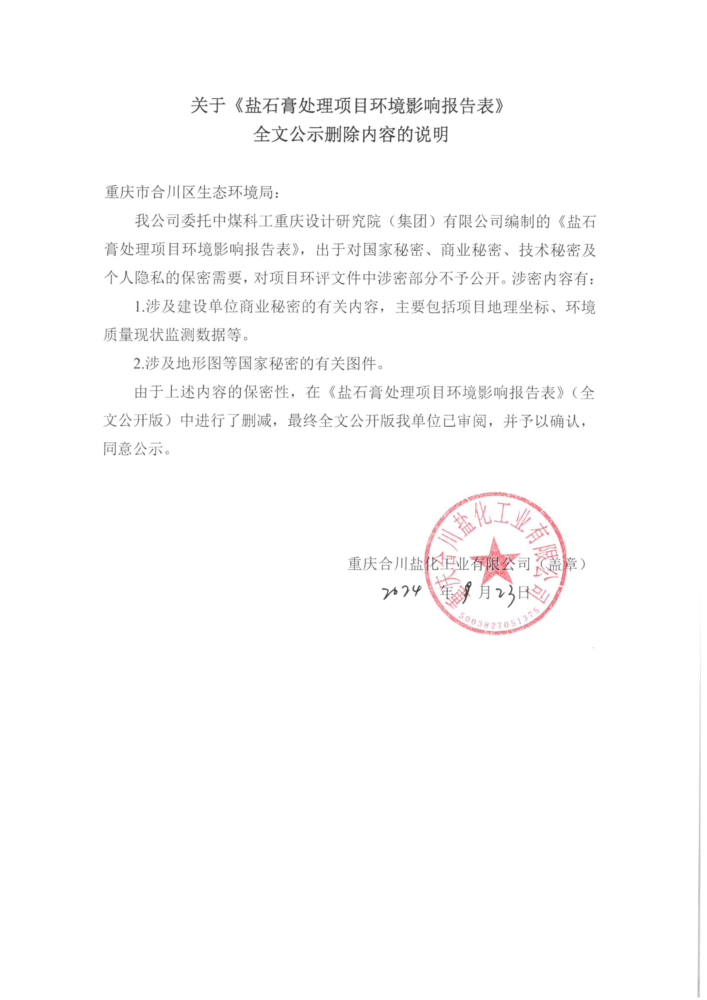 关于《盐石膏处理项目环境影响报告表》
全文公示删除内容的说明
重庆市合川区生态环境局：
我公司委托中煤科工重庆设计研究院（集团）有限公司编制的《盐石
膏处理项目环境影响报告表》，出于对国家秘密、商业秘密、技术秘密及
个人隐私的保密需要，对项目环评文件中涉密部分不予公开。涉密内容有：
1.涉及建设单位商业秘密的有关内容，主要包括项目地理坐标、环境
质量现状监测数据等。
2.涉及地形图等国家秘密的有关图件。
由于上述内容的保密性，在《盐石膏处理项目环境影响报告表》（全
文公开版）中进行了删减，最终全文公开版我单位已审阅，并予以确认，
同意公示。
重庆合川盐化工业有限公司
重庆合川盐化工业有限公司（盖章）
2024 年 月 23 日
5003827051375